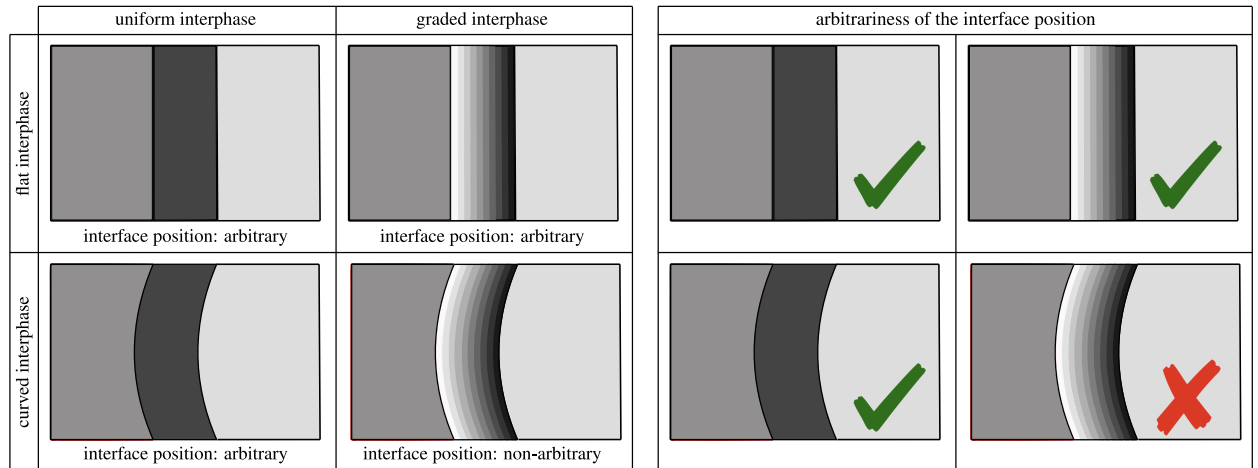 uniform interphase
graded interphase
arbitrariness of the interface position
flat interphase
interface position: arbitrary
interface position: arbitrary
curved interphase
interface position: arbitrary
interface position: non-arbitrary